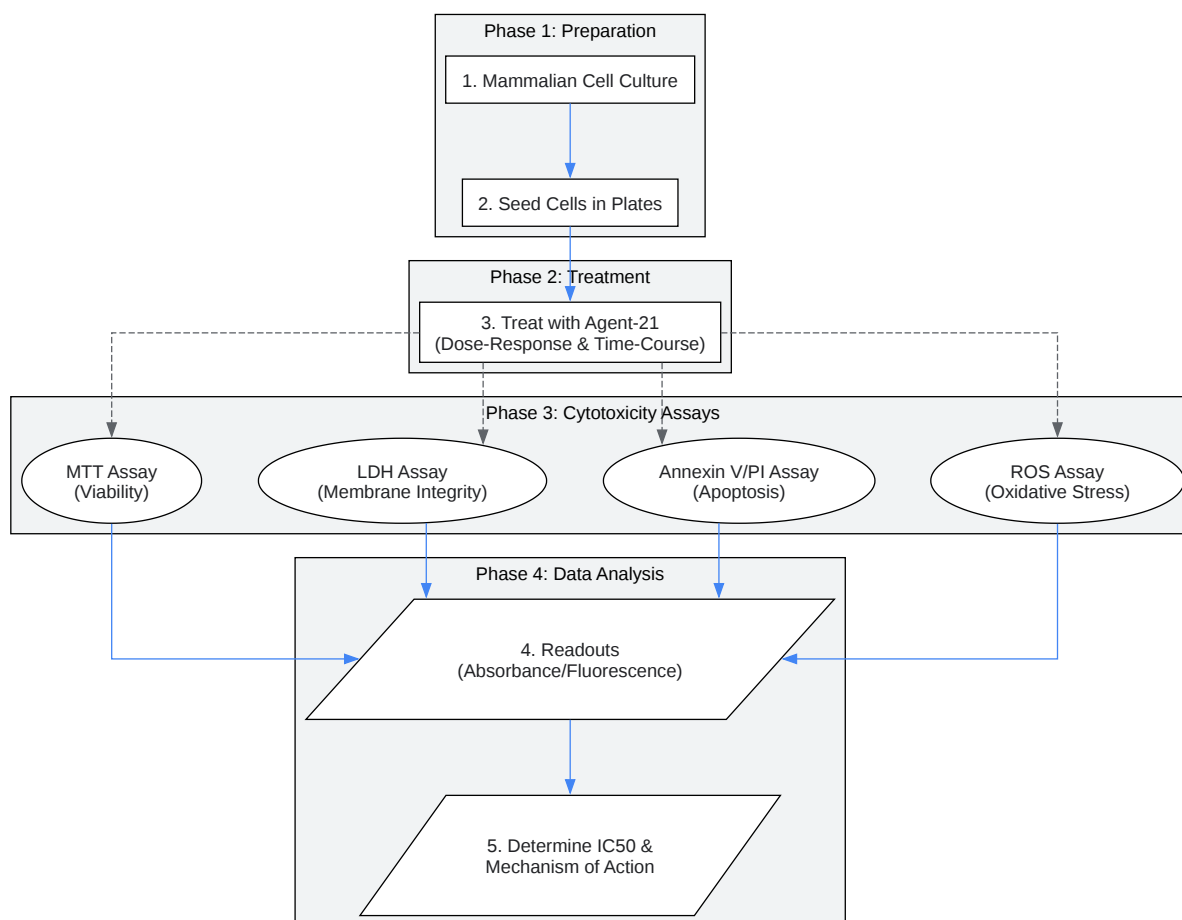 Phase 1: Preparation
1. Mammalian Cell Culture
2. Seed Cells in Plates
Phase 2: Treatment
3. Treat with Agent-21
(Dose-Response & Time-Course)
Phase 3: Cytotoxicity Assays
MTT Assay
(Viability)
LDH Assay
(Membrane Integrity)
Annexin V/PI Assay
(Apoptosis)
ROS Assay
(Oxidative Stress)
Phase 4: Data Analysis
4. Readouts
(Absorbance/Fluorescence)
5. Determine IC50 &
Mechanism of Action